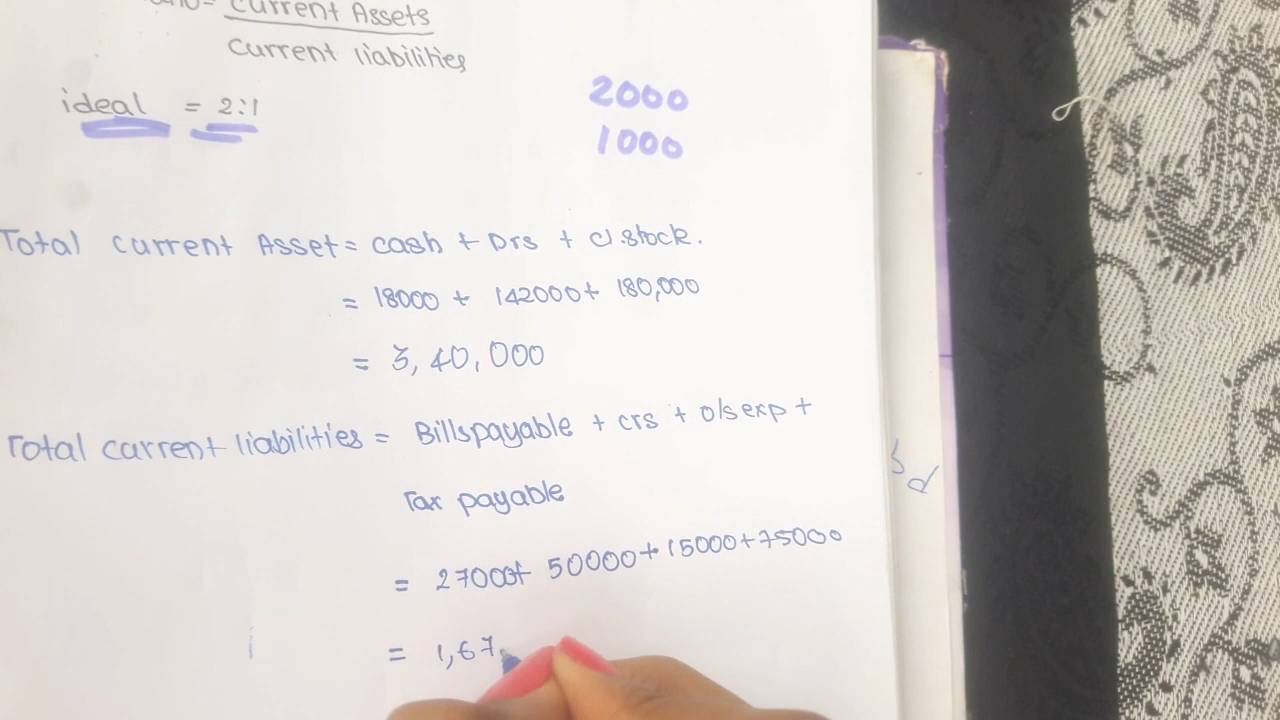 Current Assets
Current liabilities
ideal = 2:1
2000
1000
Total current Asset = cash + Drs + cl.stock.
= 18000 + 142000 + 180,000
= 3,40,000
Total current liabilities = Billspayable + crs + o/s exp +
Tax payable
= 27000+ 50000 + 15000 + 75000
= 1,67,